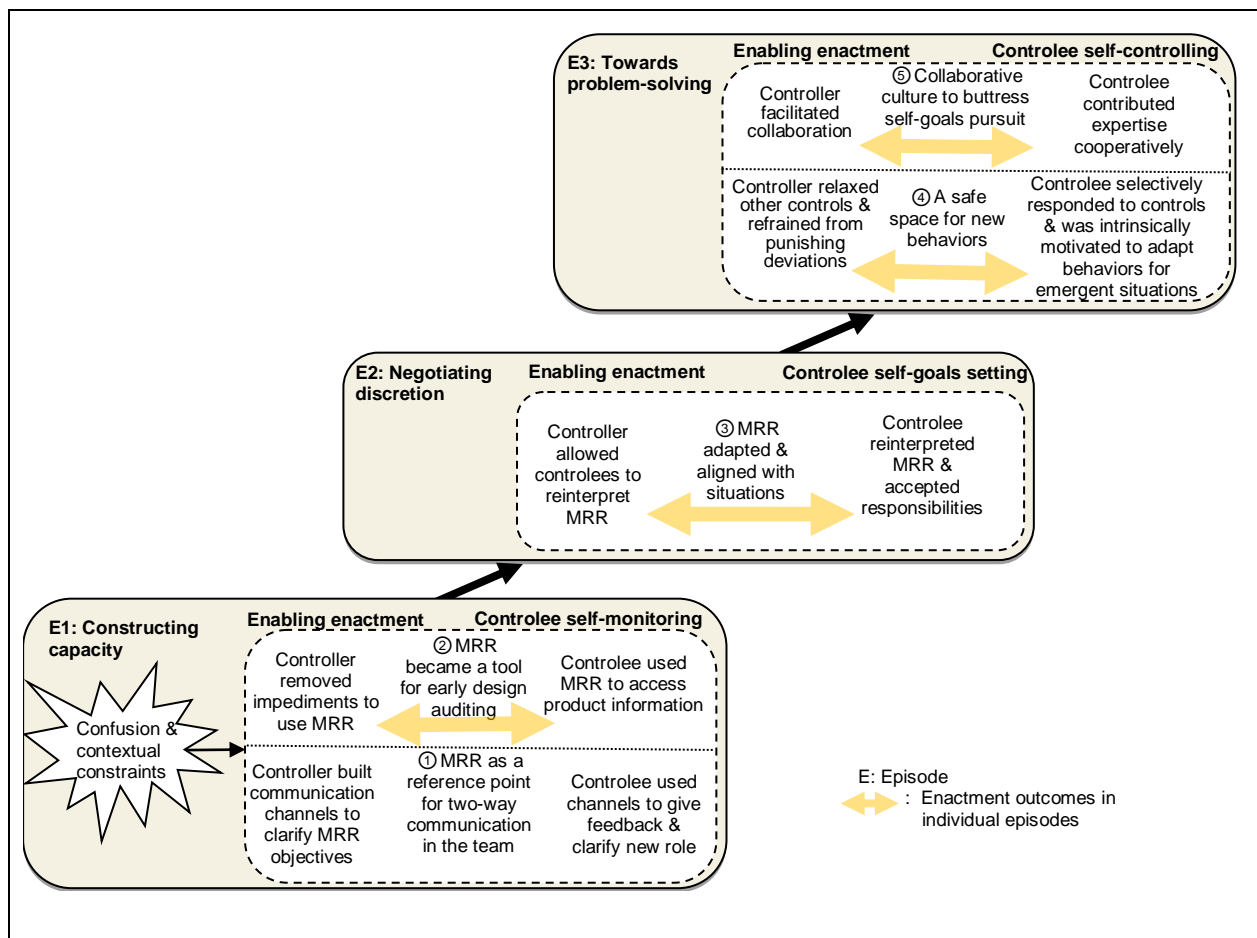 E3: Towards
problem-solving
Enabling enactment
Controlee self-controlling
Controller
facilitated
collaboration
⑤ Collaborative
culture to buttress
self-goals pursuit
Controlee
contributed
expertise
cooperatively
Controller relaxed
other controls &
refrained from
punishing
deviations
④ A safe
space for new
behaviors
Controlee selectively
responded to controls
& was intrinsically
motivated to adapt
behaviors for
emergent situations
E2: Negotiating
discretion
Enabling enactment
Controlee self-goals setting
Controller
allowed
controlees to
reinterpret
MRR
③ MRR
adapted &
aligned with
situations
Controlee
reinterpreted
MRR &
accepted
responsibilities
E1: Constructing
capacity
Enabling enactment
Controlee self-monitoring
Confusion &
contextual
constraints
Controller
removed
impediments to
use MRR
② MRR
became a tool
for early design
auditing
Controlee used
MRR to access
product information
Controller built
communication
channels to
clarify MRR
objectives
① MRR as a
reference point
for two-way
communication
in the team
Controlee used
channels to give
feedback &
clarify new role
E: Episode
: Enactment outcomes in
individual episodes